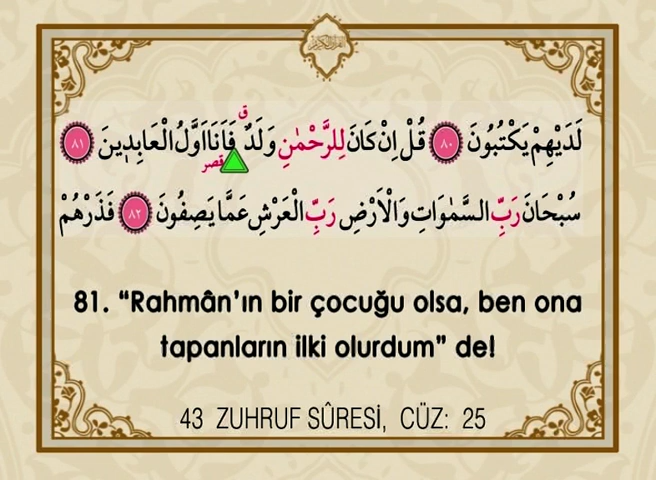 لَدَيْهِمْ يَكْتُبُونَ ﴿٨٠﴾ قُلْ اِنْ كَانَ لِلرَّحْمٰنِ وَلَدٌ ۗ فَاَنَا۬ اَوَّلُ الْعَابِد۪ينَ ﴿٨١﴾
ق
قصر
سُبْحَانَ رَبِّ السَّمٰوَاتِ وَالْاَرْضِ رَبِّ الْعَرْشِ عَمَّا يَصِفُونَ ﴿٨٢﴾ فَذَرْهُمْ
81. “Rahmân’ın bir çocuğu olsa, ben ona
tapanların ilki olurdum” de!
43 ZUHRUF SÛRESİ, CÜZ: 25